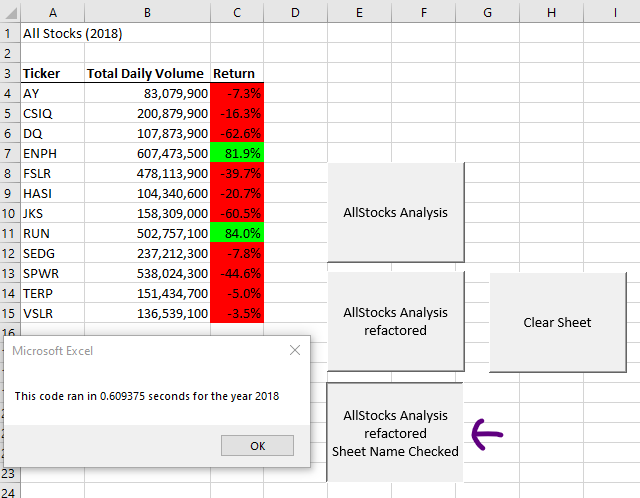 A B C D E F G H I
1 All Stocks (2018)
2
3 Ticker Total Daily Volume Return
4 AY 83,079,900 -7.3%
5 CSIQ 200,879,900 -16.3%
6 DQ 107,873,900 -62.6%
7 ENPH 607,473,500 81.9%
8 FSLR 478,113,900 -39.7%
9 HASI 104,340,600 -20.7%
10 JKS 158,309,000 -60.5%
11 RUN 502,757,100 84.0%
12 SEDG 237,212,300 -7.8%
13 SPWR 538,024,300 -44.6%
14 TERP 151,434,700 -5.0%
15 VSLR 136,539,100 -3.5%
16
23
24
AllStocks Analysis
AllStocks Analysis
refactored
Clear Sheet
AllStocks Analysis
refactored
Sheet Name Checked
Microsoft Excel
This code ran in 0.609375 seconds for the year 2018
OK